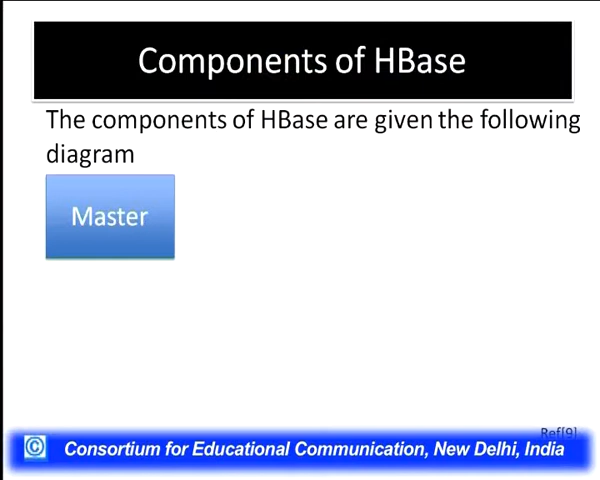 Components of HBase
The components of HBase are given the following
diagram
Master
Ref[9]
© Consortium for Educational Communication, New Delhi, India